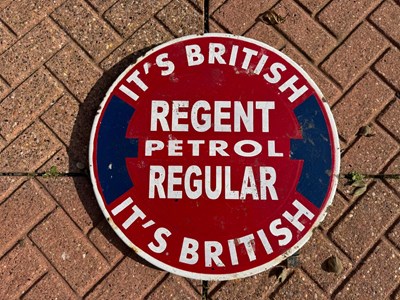 IT'S BRITISH
REGENT
PETROL
REGULAR
IT'S BRITISH